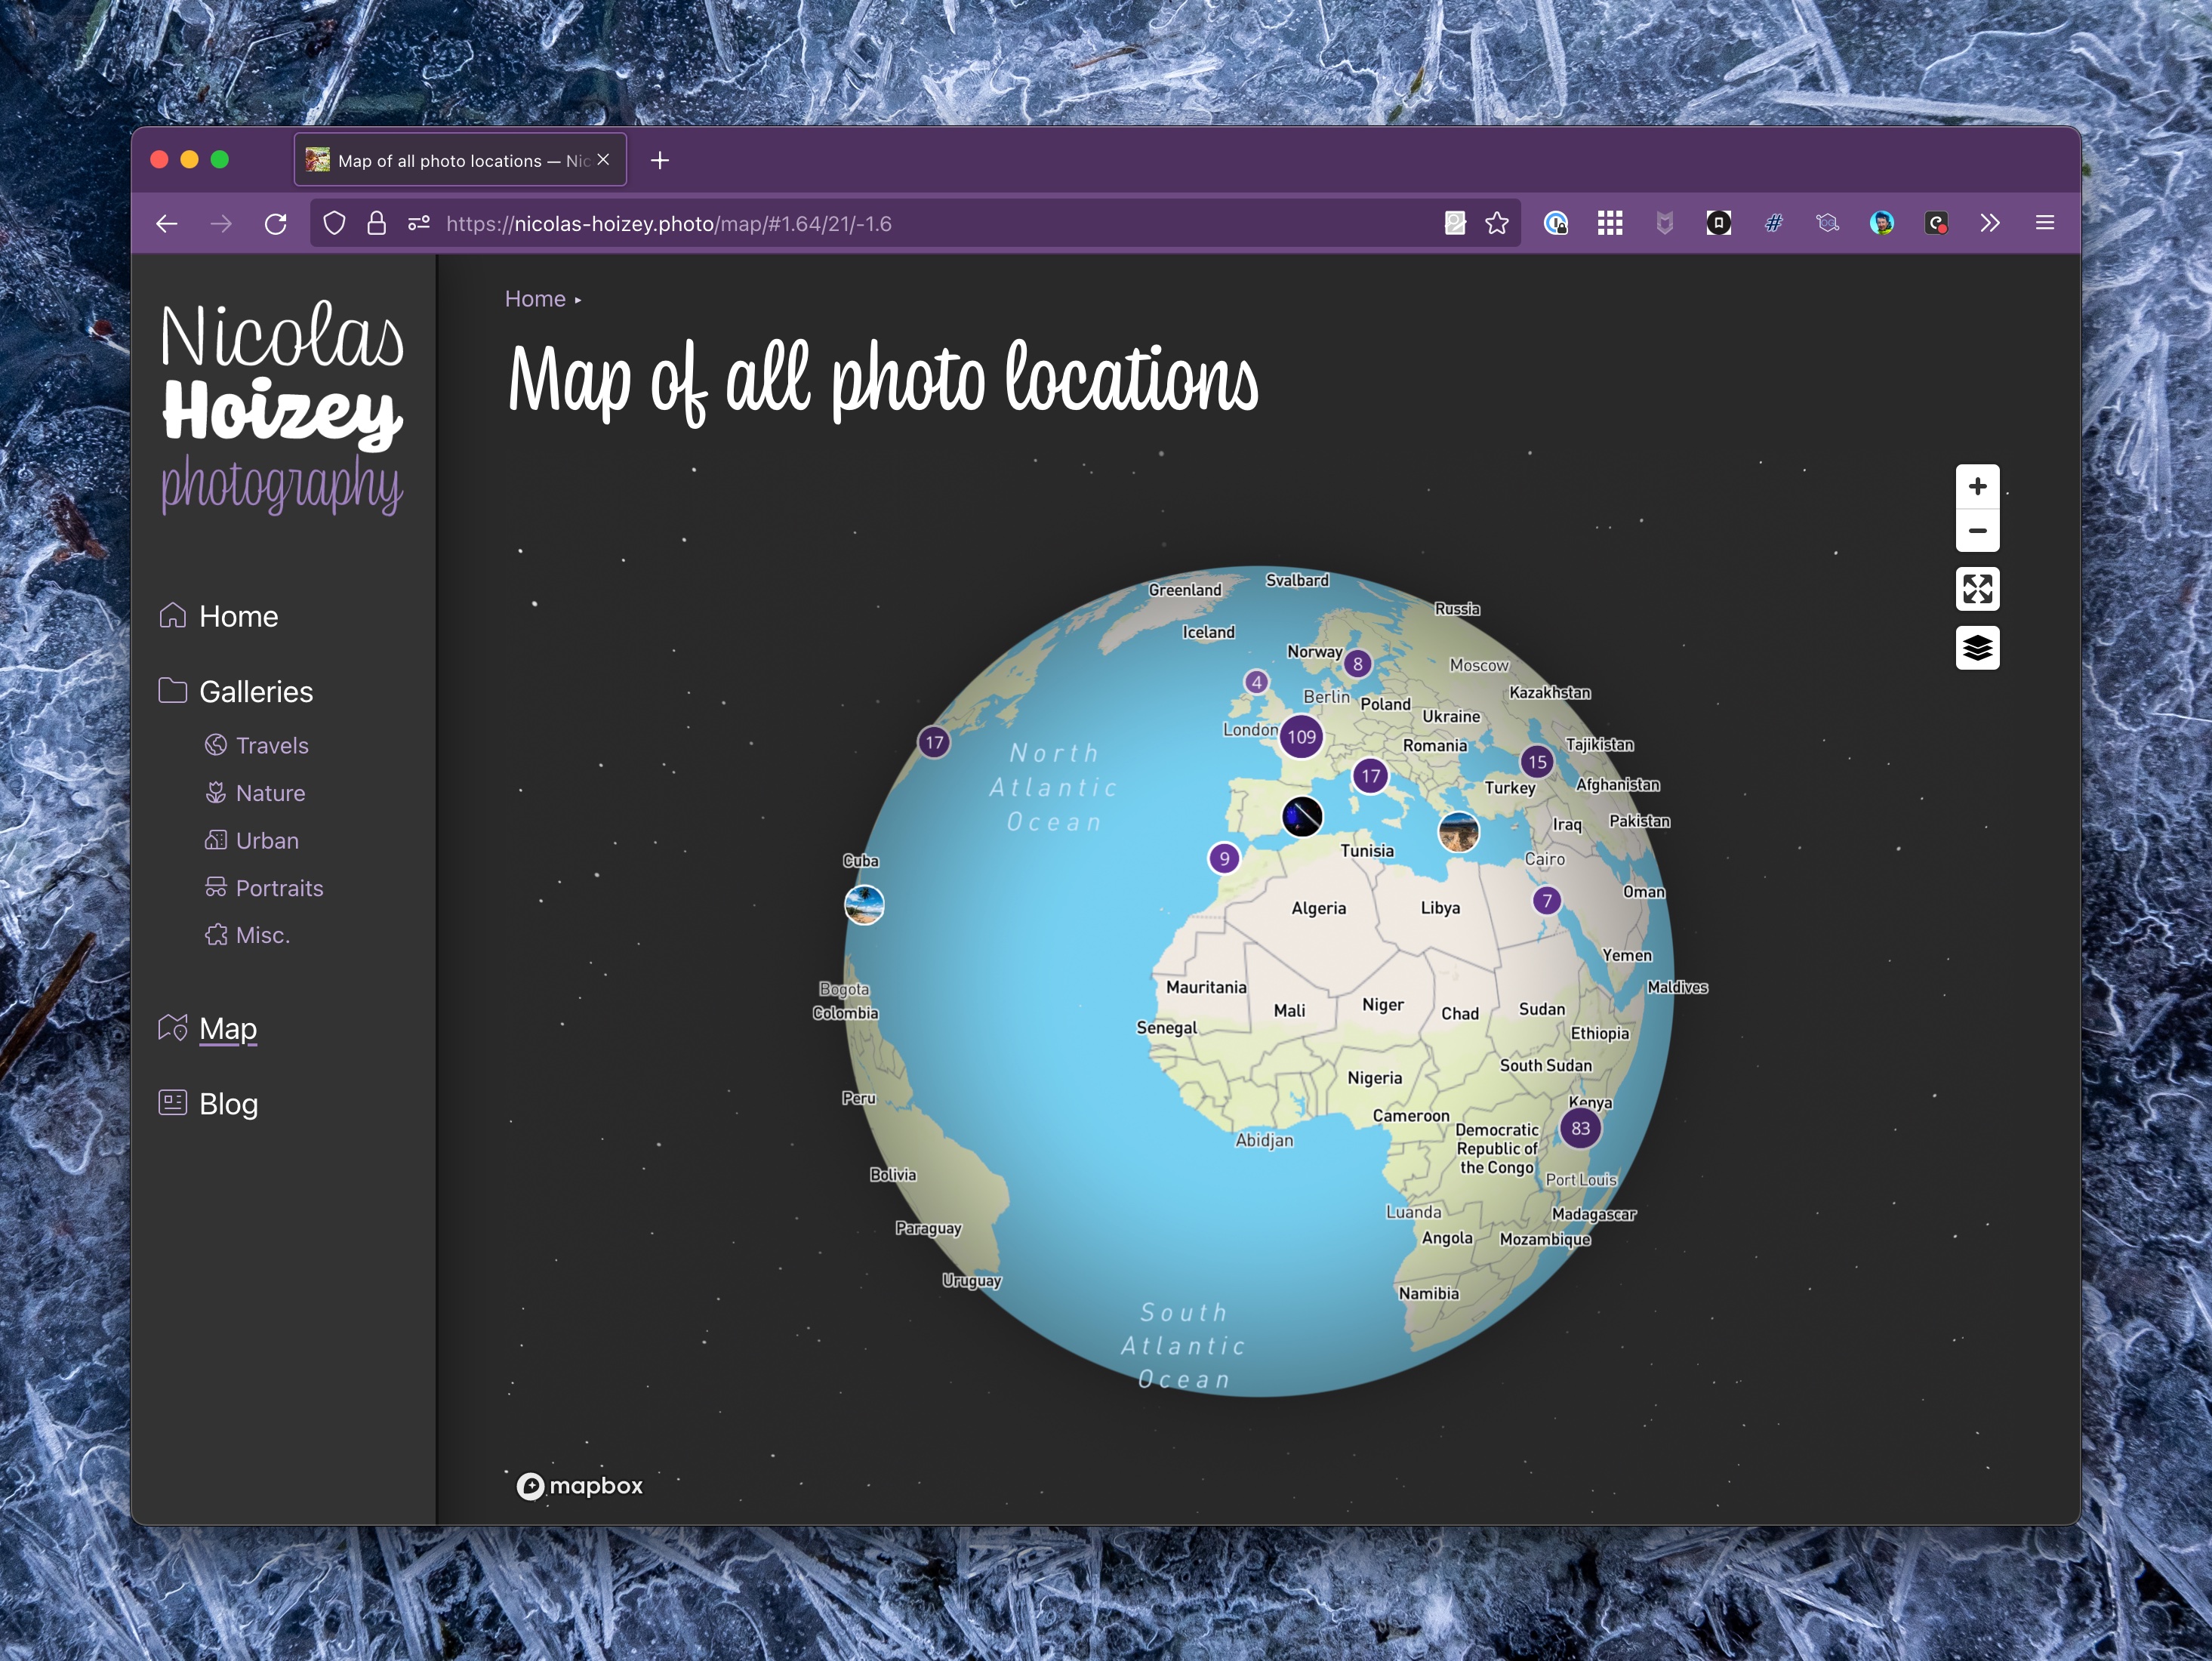 Map of all photo locations — Nic
https://nicolas-hoizey.photo/map/#1.64/21/-1.6
Nicolas
Hoizey
photography
Home
Galleries
Travels
Nature
Urban
Portraits
Misc.
Map
Blog
Home ▸
Map of all photo locations
Svalbard
Greenland
Russia
Iceland
Norway
8
Moscow
4
Kazakhstan
Berlin
Poland
Ukraine
London
109
17
Romania
Tajikistan
North
Atlantic
Ocean
15
17
Turkey
Afghanistan
Iraq
Pakistan
Tunisia
9
Cairo
Cuba
Oman
7
Algeria
Libya
Yemen
Mauritania
Maldives
Bogota
Niger
Mali
Sudan
Colombia
Chad
Senegal
Ethiopia
South Sudan
Nigeria
Peru
Kenya
Cameroon
83
Democratic
Republic of
the Congo
Abidjan
Bolivia
Port Louis
Luanda
Madagascar
Paraguay
Angola
Mozambique
Uruguay
Namibia
South
Atlantic
Ocean
mapbox